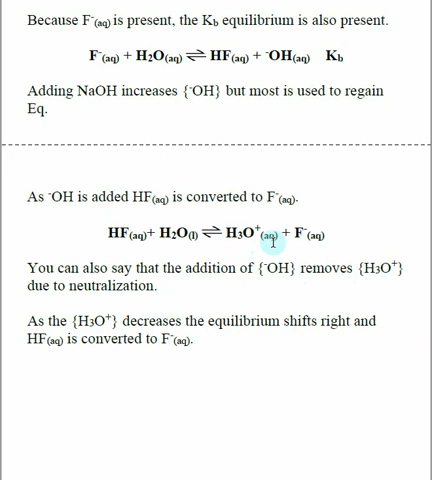 Because F⁻(aq) is present, the Kb equilibrium is also present.
F⁻(aq) + H2O(aq) ⇌ HF(aq) + ⁻OH(aq) Kb
Adding NaOH increases {⁻OH} but most is used to regain
Eq.
As ⁻OH is added HF(aq) is converted to F⁻(aq).
HF(aq)+ H2O(l) ⇌ H3O⁺(aq) + F⁻(aq)
You can also say that the addition of {⁻OH} removes {H3O⁺}
due to neutralization.
As the {H3O⁺} decreases the equilibrium shifts right and
HF(aq) is converted to F⁻(aq).